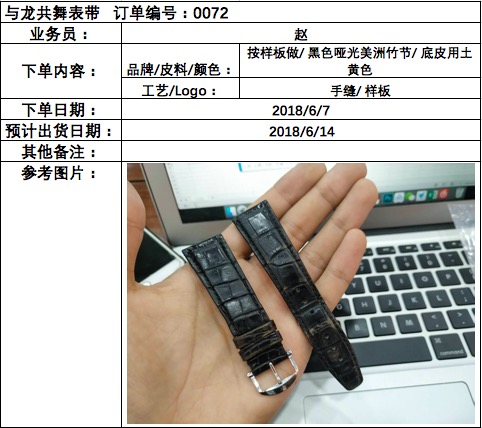 与龙共舞表带 订单编号：0072
业务员： 赵
下单内容： 品牌/皮料/颜色： 按样板做/ 黑色哑光美洲竹节/ 底皮用土
黄色
工艺/Logo： 手缝/ 样板
下单日期： 2018/6/7
预计出货日期： 2018/6/14
其他备注：
参考图片：
command